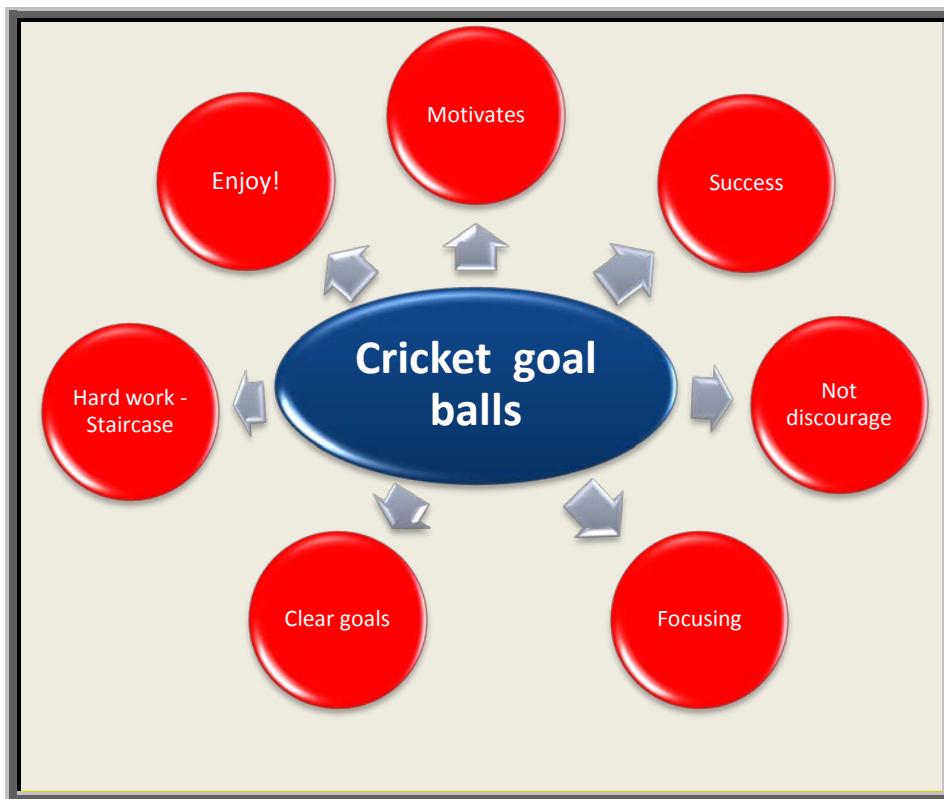 Motivates
Enjoy!
Success
Cricket goal
balls
Hard work -
Staircase
Not
discourage
Clear goals
Focusing